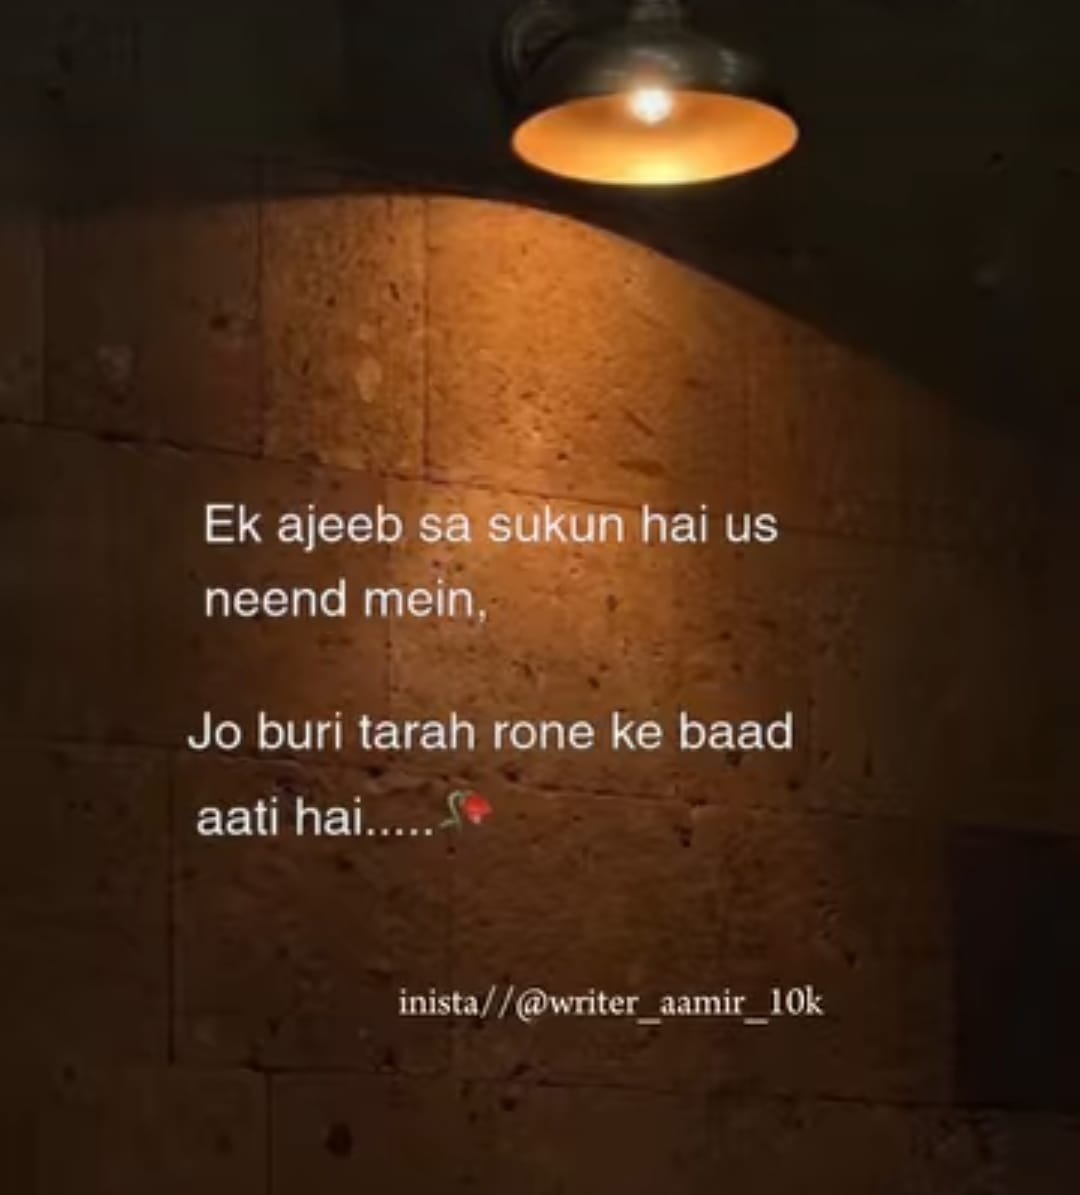 Ek ajeeb sa sukun hai us
neend mein,
Jo buri tarah rone ke baad
aati hai.....🥀
inista//@writer_aamir_10k